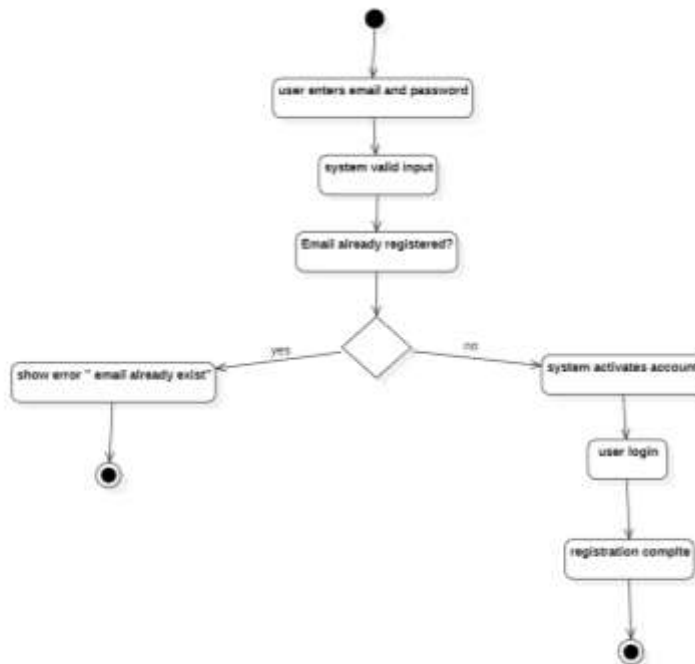 user enters email and password
system valid input
Email already registered?
yes
no
show error " email already exist"
system activates account
user login
registration complte